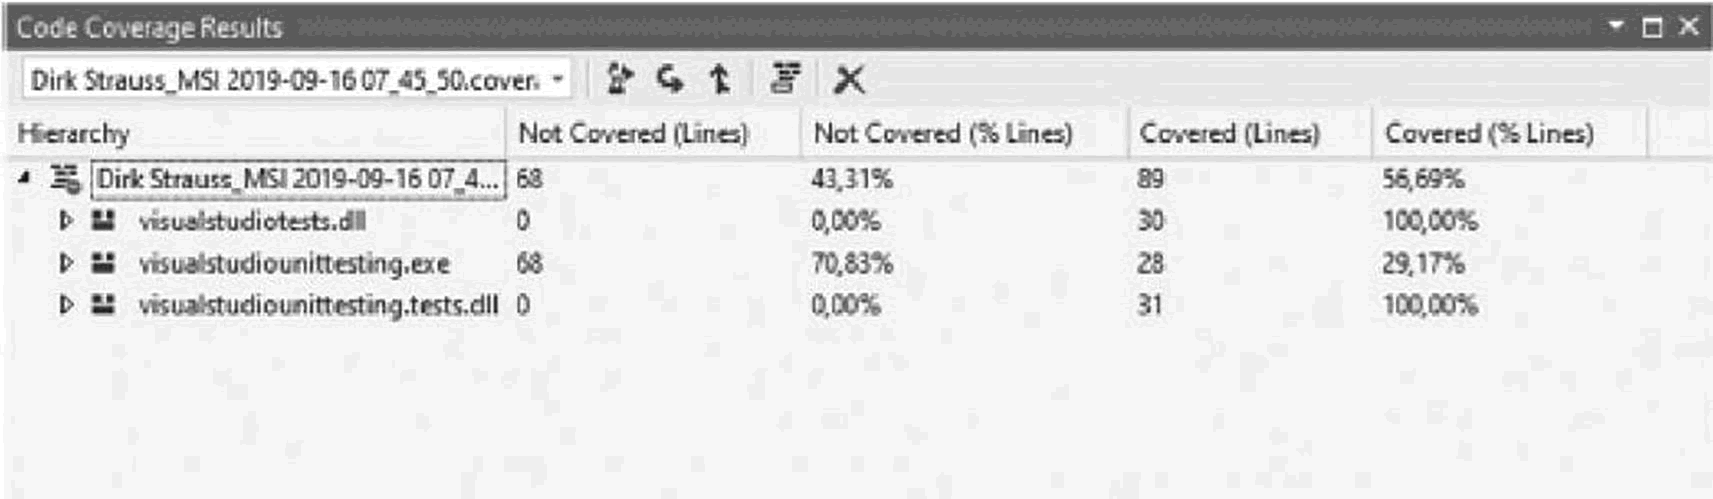 Code Coverage Results
Dirk Strauss_MSI 2019-09-16 07_45_50.cover.
Hierarchy Not Covered (Lines) Not Covered (% Lines) Covered (Lines) Covered (% Lines)
Dirk Strauss_MSI 2019-09-16 07_4... 68 43,31% 89 56,69%
visualstudiotests.dll 0 0,00% 30 100,00%
visualstudiounittesting.exe 68 70,83% 28 29,17%
visualstudiounittesting.tests.dll 0 0,00% 31 100,00%